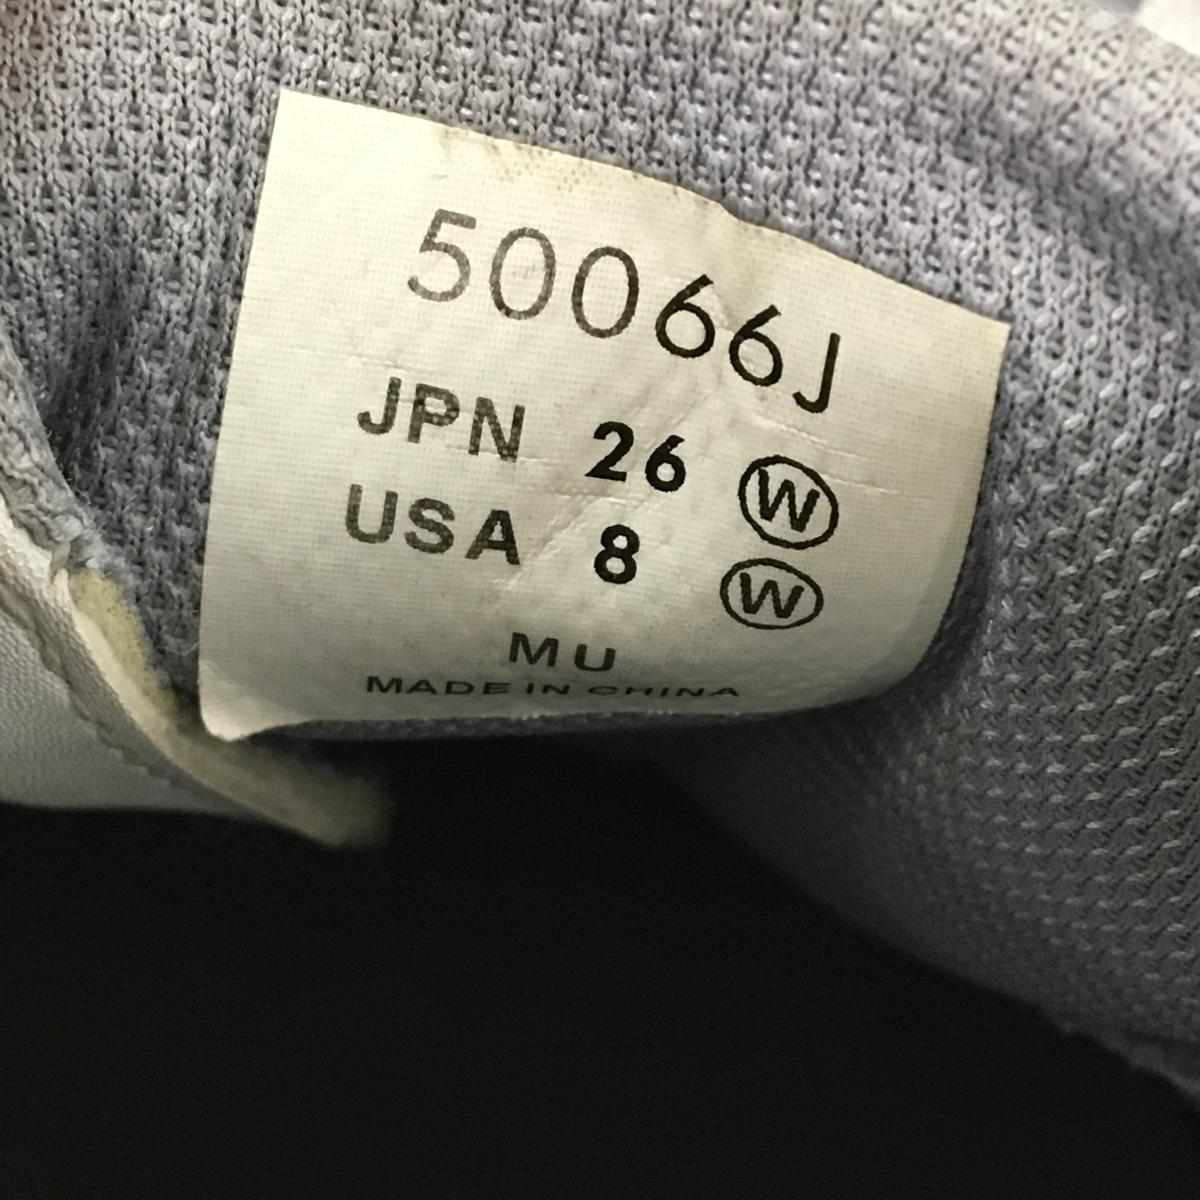 50066J
JPN 26 Ⓦ
USA 8 Ⓦ
MU
MADE IN CHINA